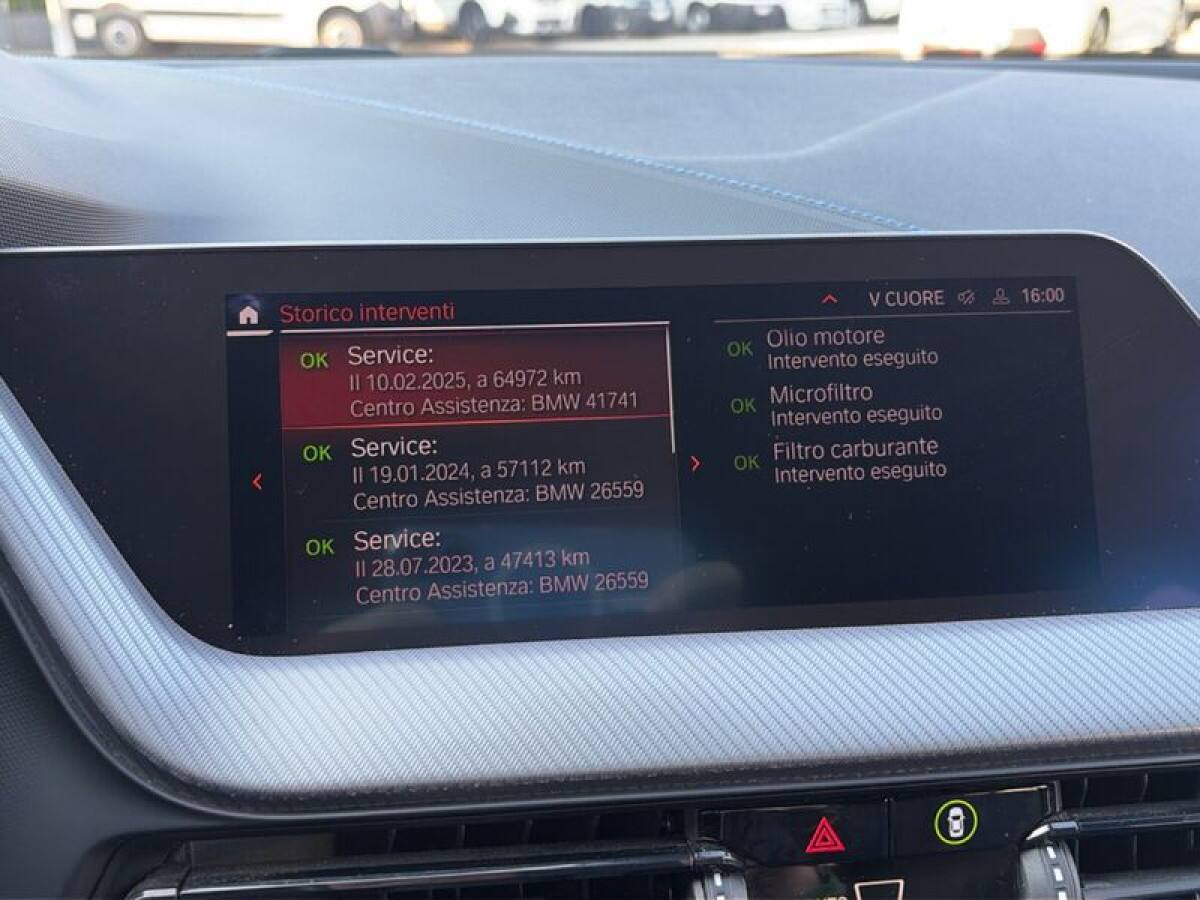 Storico interventi
V CUORE
16:00
OK Service:
Il 10.02.2025, a 64972 km
Centro Assistenza: BMW 41741
OK Service:
Il 19.01.2024, a 57112 km
Centro Assistenza: BMW 26559
OK Service:
Il 28.07.2023, a 47413 km
Centro Assistenza: BMW 26559
OK Olio motore
Intervento eseguito
OK Microfiltro
Intervento eseguito
OK Filtro carburante
Intervento eseguito